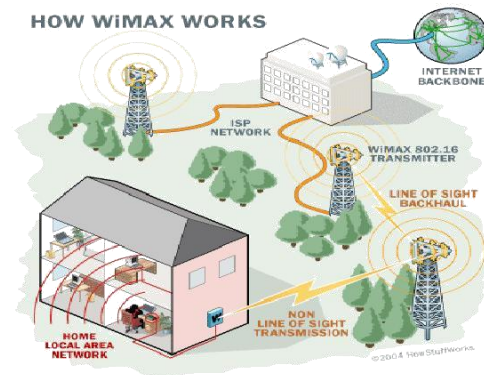 HOW WiMAX WORKS
INTERNET
BACKBONE
ISP
NETWORK
WiMAX 802.16
TRANSMITTER
LINE OF SIGHT
BACKHAUL
NON
LINE OF SIGHT
TRANSMISSION
HOME
LOCAL AREA
NETWORK
©2004 HowStuffWorks